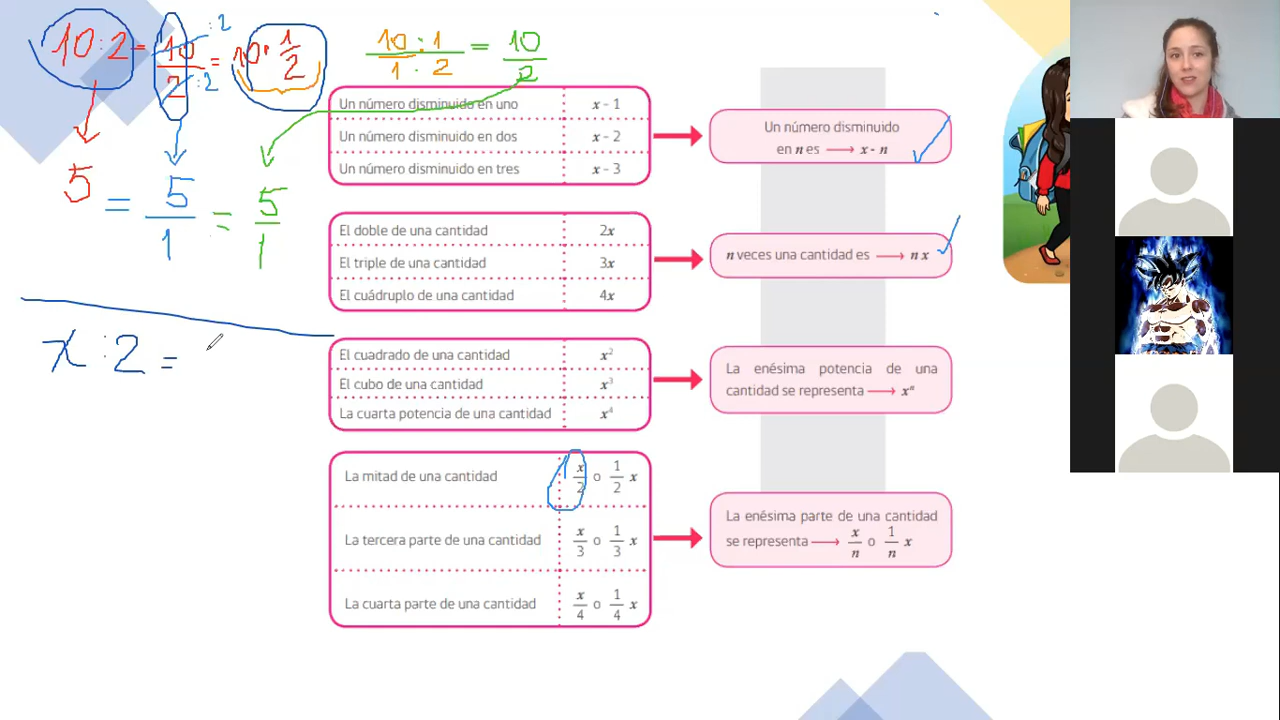 10 : 2 = 10/2 = 10 · 1/2
:2
:2
10 : 1 / 1 · 2 = 10/2
5 = 5/1 = 5/1
x : 2 =
Un número disminuido en uno x - 1
Un número disminuido en dos x - 2
Un número disminuido en tres x - 3
Un número disminuido
en n es ⟶ x - n
El doble de una cantidad 2x
El triple de una cantidad 3x
El cuádruplo de una cantidad 4x
n veces una cantidad es ⟶ n x
El cuadrado de una cantidad x²
El cubo de una cantidad x³
La cuarta potencia de una cantidad x⁴
La enésima potencia de una
cantidad se representa ⟶ xⁿ
La mitad de una cantidad x/2 o 1/2 x
La tercera parte de una cantidad x/3 o 1/3 x
La cuarta parte de una cantidad x/4 o 1/4 x
La enésima parte de una cantidad
se representa ⟶ x/n o 1/n x